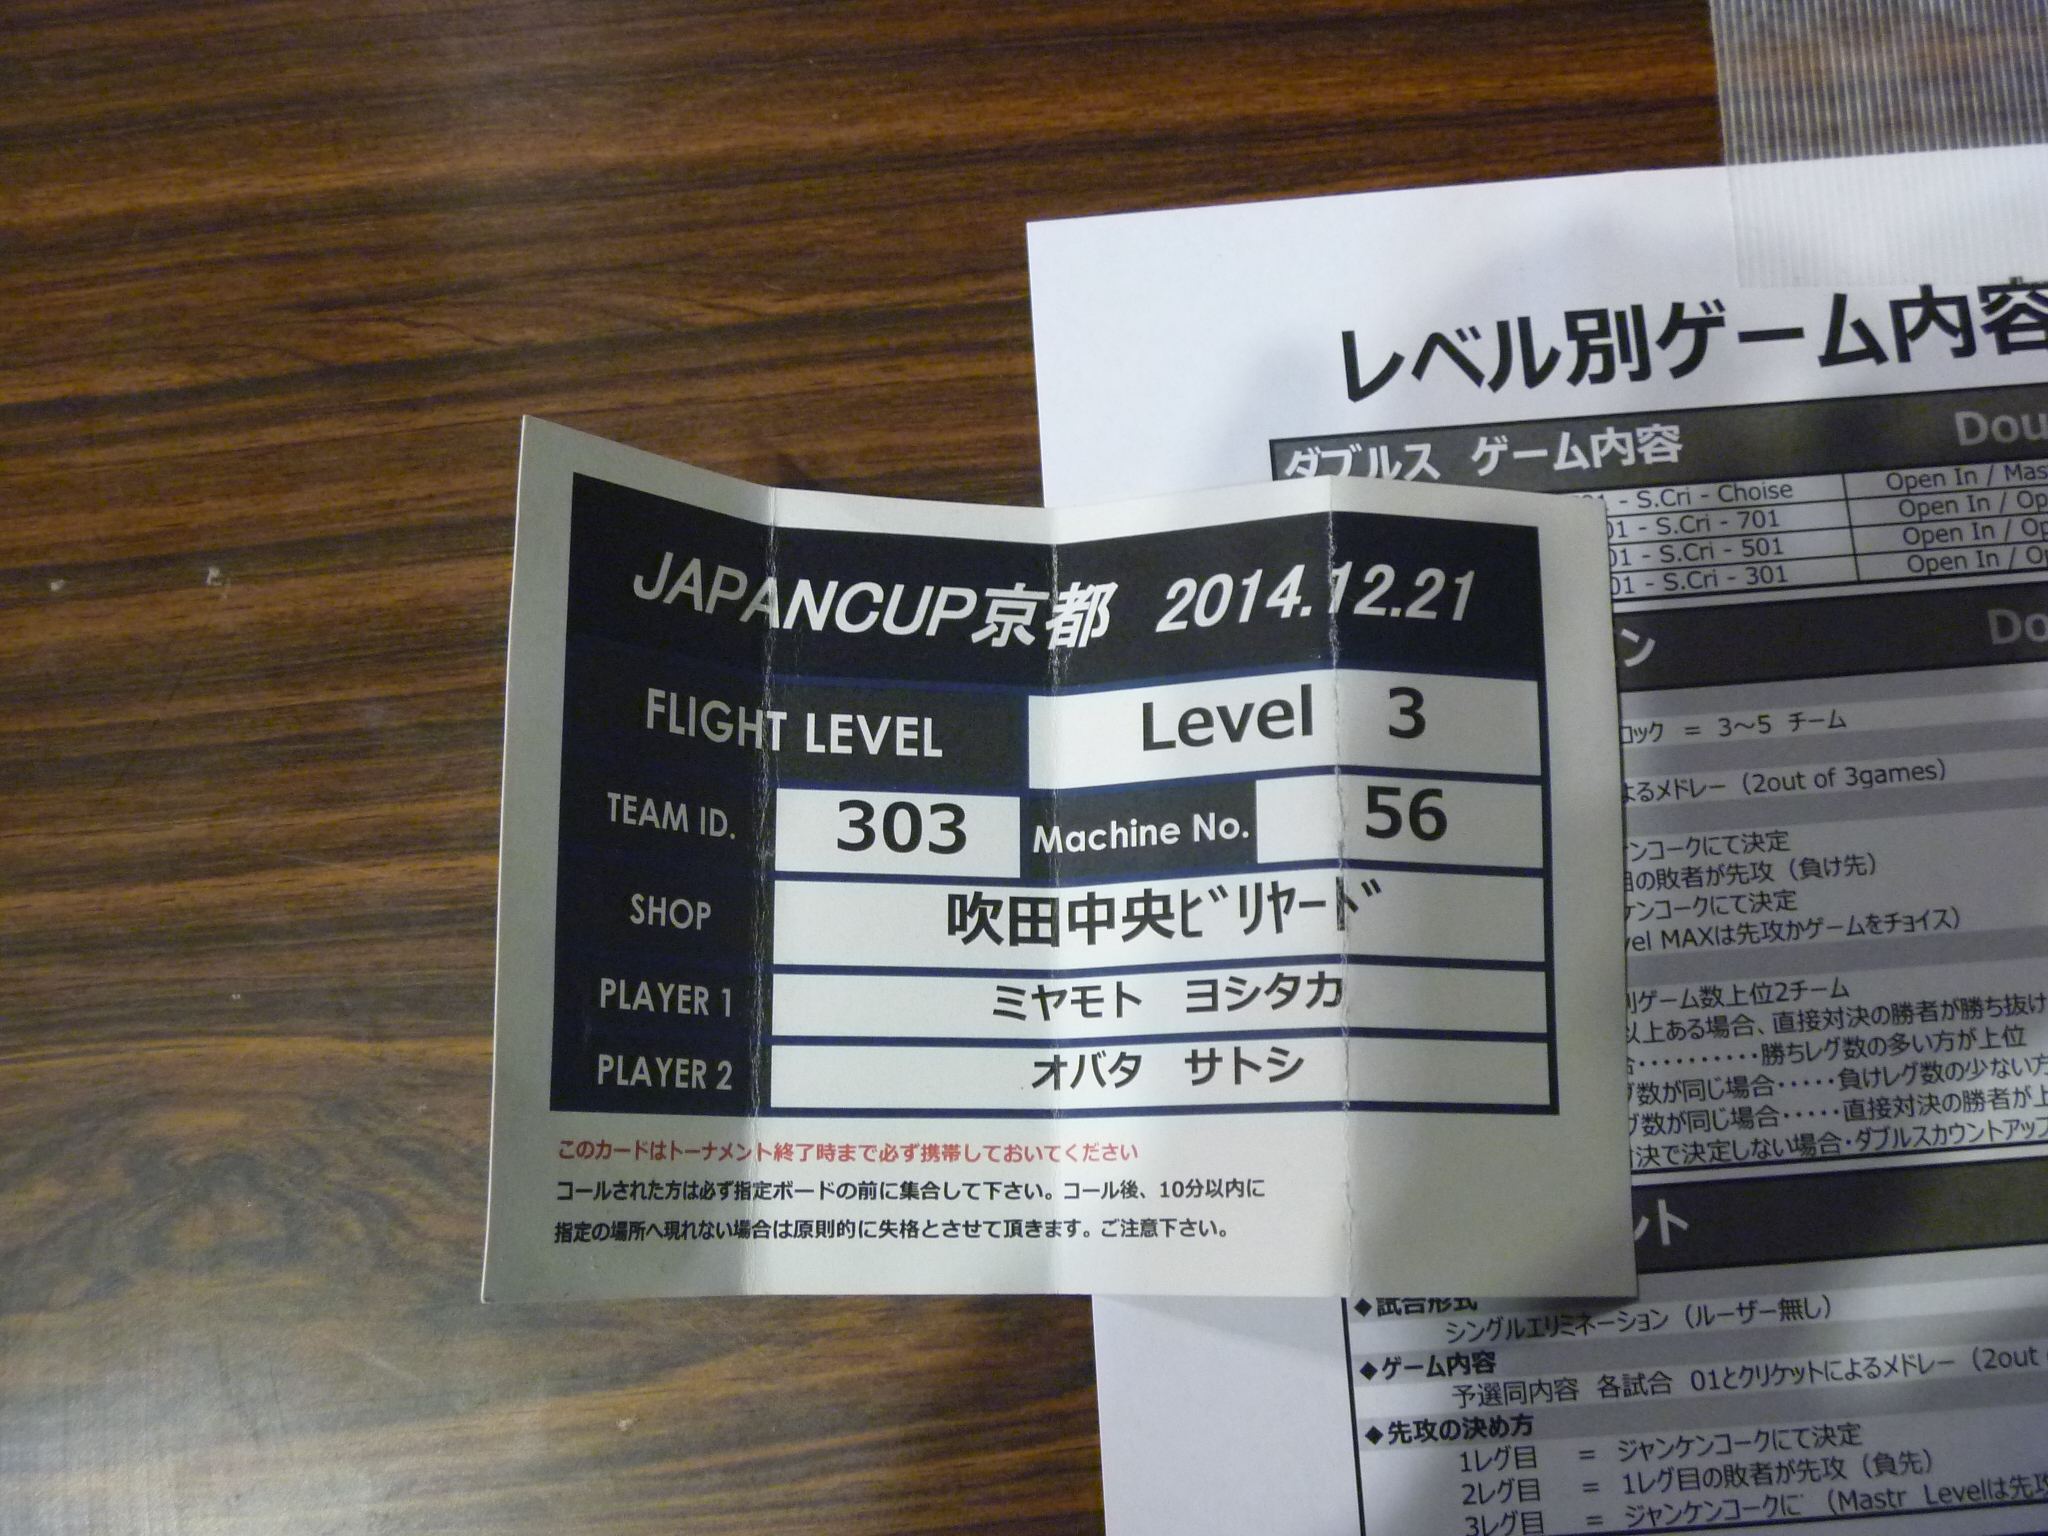 JAPANCUP京都 2014.12.21
FLIGHT LEVEL Level 3
TEAM ID. 303 Machine No. 56
SHOP 吹田中央ﾋﾞﾘﾔｰﾄﾞ
PLAYER 1 ミヤモト ヨシタカ
PLAYER 2 オバタ サトシ
このカードはトーナメント終了時まで必ず携帯しておいてください
コールされた方は必ず指定ボードの前に集合して下さい。コール後、10分以内に
指定の場所へ現れない場合は原則的に失格とさせて頂きます。ご注意下さい。
レベル別ゲーム内容
ダブルス ゲーム内容 Dou
01 - S.Cri - Choise Open In / Mas
01 - S.Cri - 701 Open In / Op
01 - S.Cri - 501 Open In / Op
01 - S.Cri - 301 Open In / Op
ン Do
ロック = 3～5 チーム
よるメドレー（2out of 3games）
ンコークにて決定
目の敗者が先攻（負け先）
ケンコークにて決定
vel MAXは先攻かゲームをチョイス）
別ゲーム数上位2チーム
以上ある場合、直接対決の勝者が勝ち抜け
合･･････････勝ちレグ数の多い方が上位
グ数が同じ場合･････負けレグ数の少ない方
グ数が同じ場合･････直接対決の勝者が上
対決で決定しない場合･ダブルスカウントアップ
ント
◆試合形式
シングルエリミネーション（ルーザー無し）
◆ゲーム内容
予選同内容 各試合 01とクリケットによるメドレー（2out
◆先攻の決め方
1レグ目 = ジャンケンコークにて決定
2レグ目 = 1レグ目の敗者が先攻（負先）
3レグ目 = ジャンケンコークに （Mastr Levelは先攻